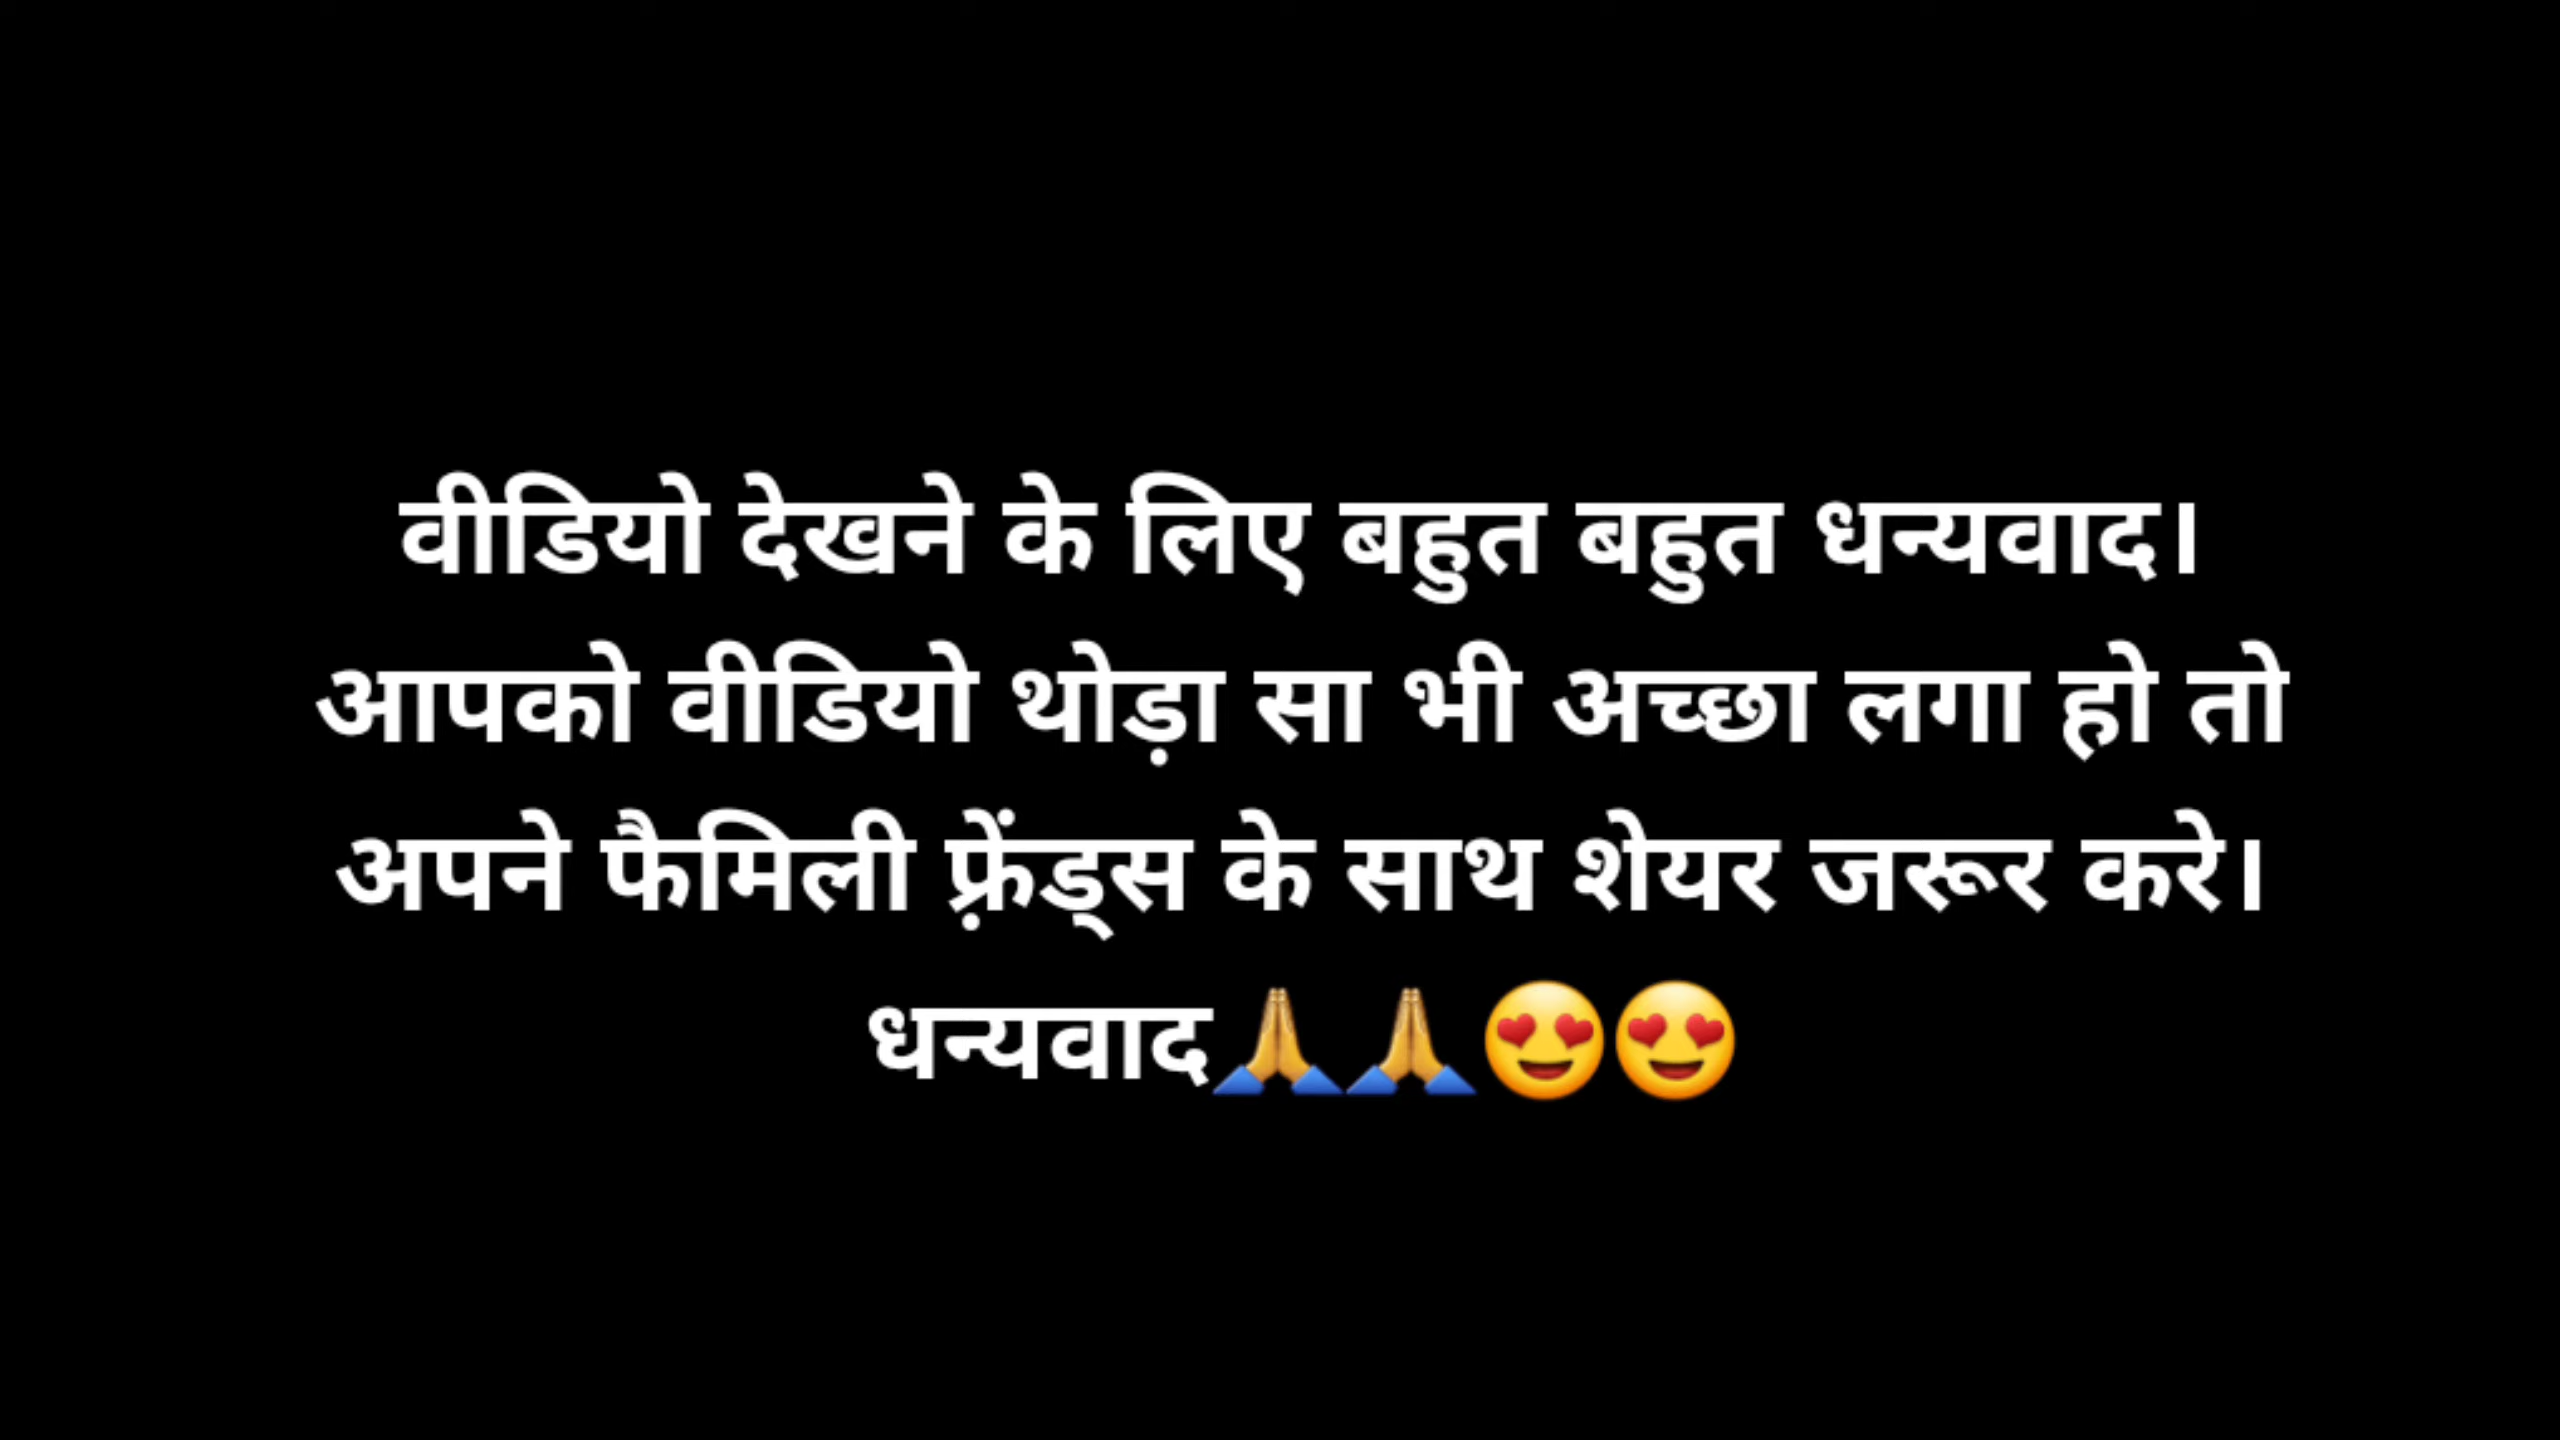 वीडियो देखने के लिए बहुत बहुत धन्यवाद।
आपको वीडियो थोड़ा सा भी अच्छा लगा हो तो
अपने फैमिली फ़्रेंड्स के साथ शेयर जरूर करे।
धन्यवाद🙏🙏😍😍